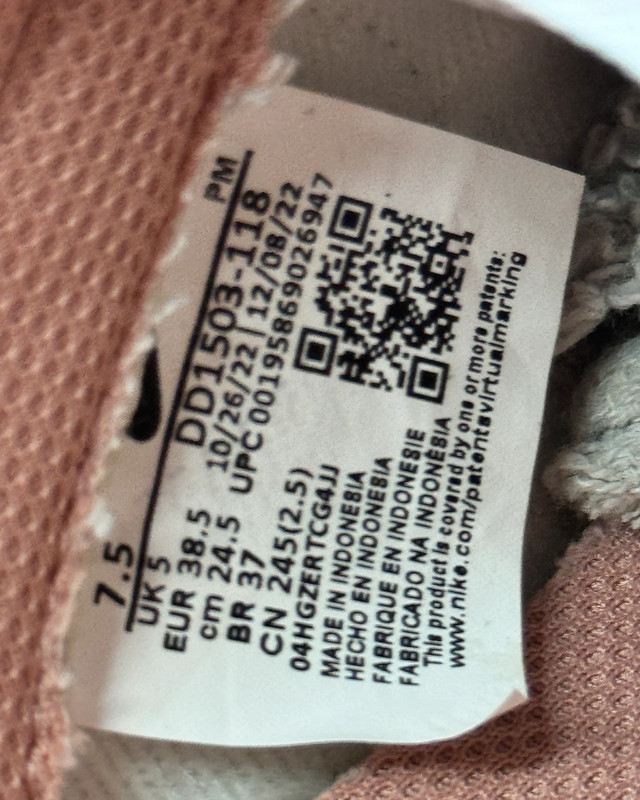 7.5
PM
UK 5
DD1503-118
EUR 38.5
10/26/22 | 12/08/22
cm 24.5
UPC 00195869026947
BR 37
CN 245(2.5)
04HGZERTCG4JJ
MADE IN INDONESIA
HECHO EN INDONESIA
FABRIQUE EN INDONESIE
FABRICADO NA INDONÉSIA
This product is covered by one or more patents:
www.nike.com/patentsvirtualmarking